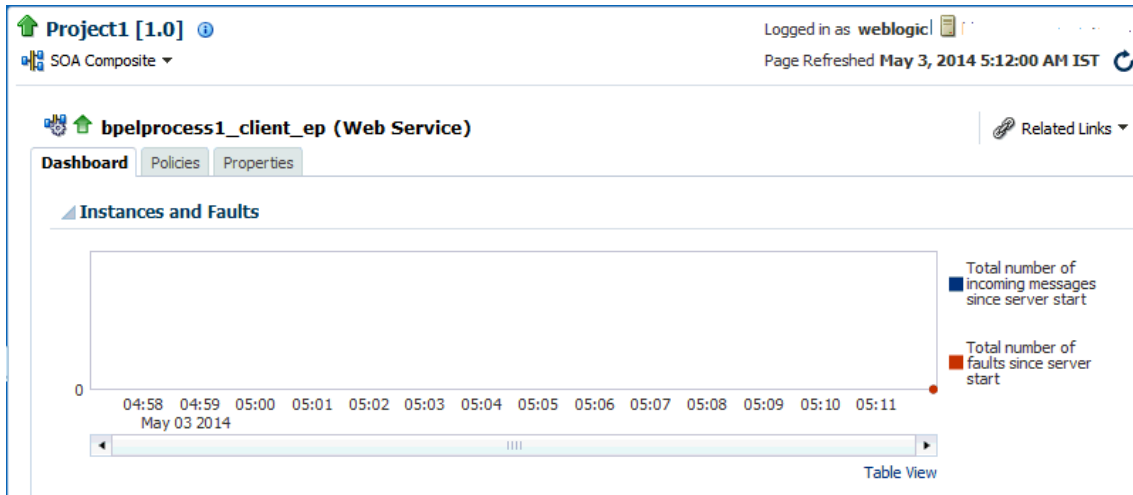 Project1 [1.0]
Logged in as weblogic
SOA Composite
Page Refreshed May 3, 2014 5:12:00 AM IST
bpelprocess1_client_ep (Web Service)
Related Links
Dashboard Policies Properties
Instances and Faults
Total number of
incoming messages
since server start
Total number of
faults since server
start
0
04:58 04:59 05:00 05:01 05:02 05:03 05:04 05:05 05:06 05:07 05:08 05:09 05:10 05:11
May 03 2014
Table View